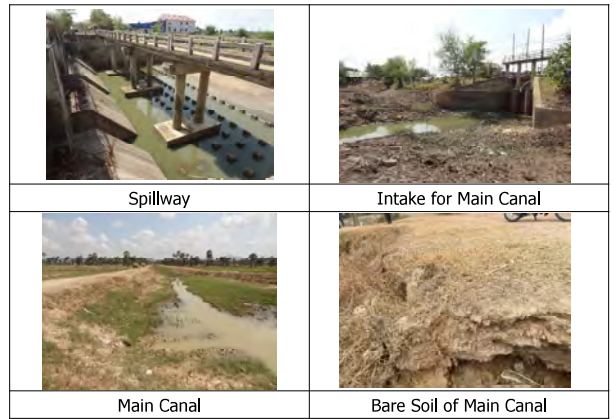 Spillway
Intake for Main Canal
Main Canal
Bare Soil of Main Canal